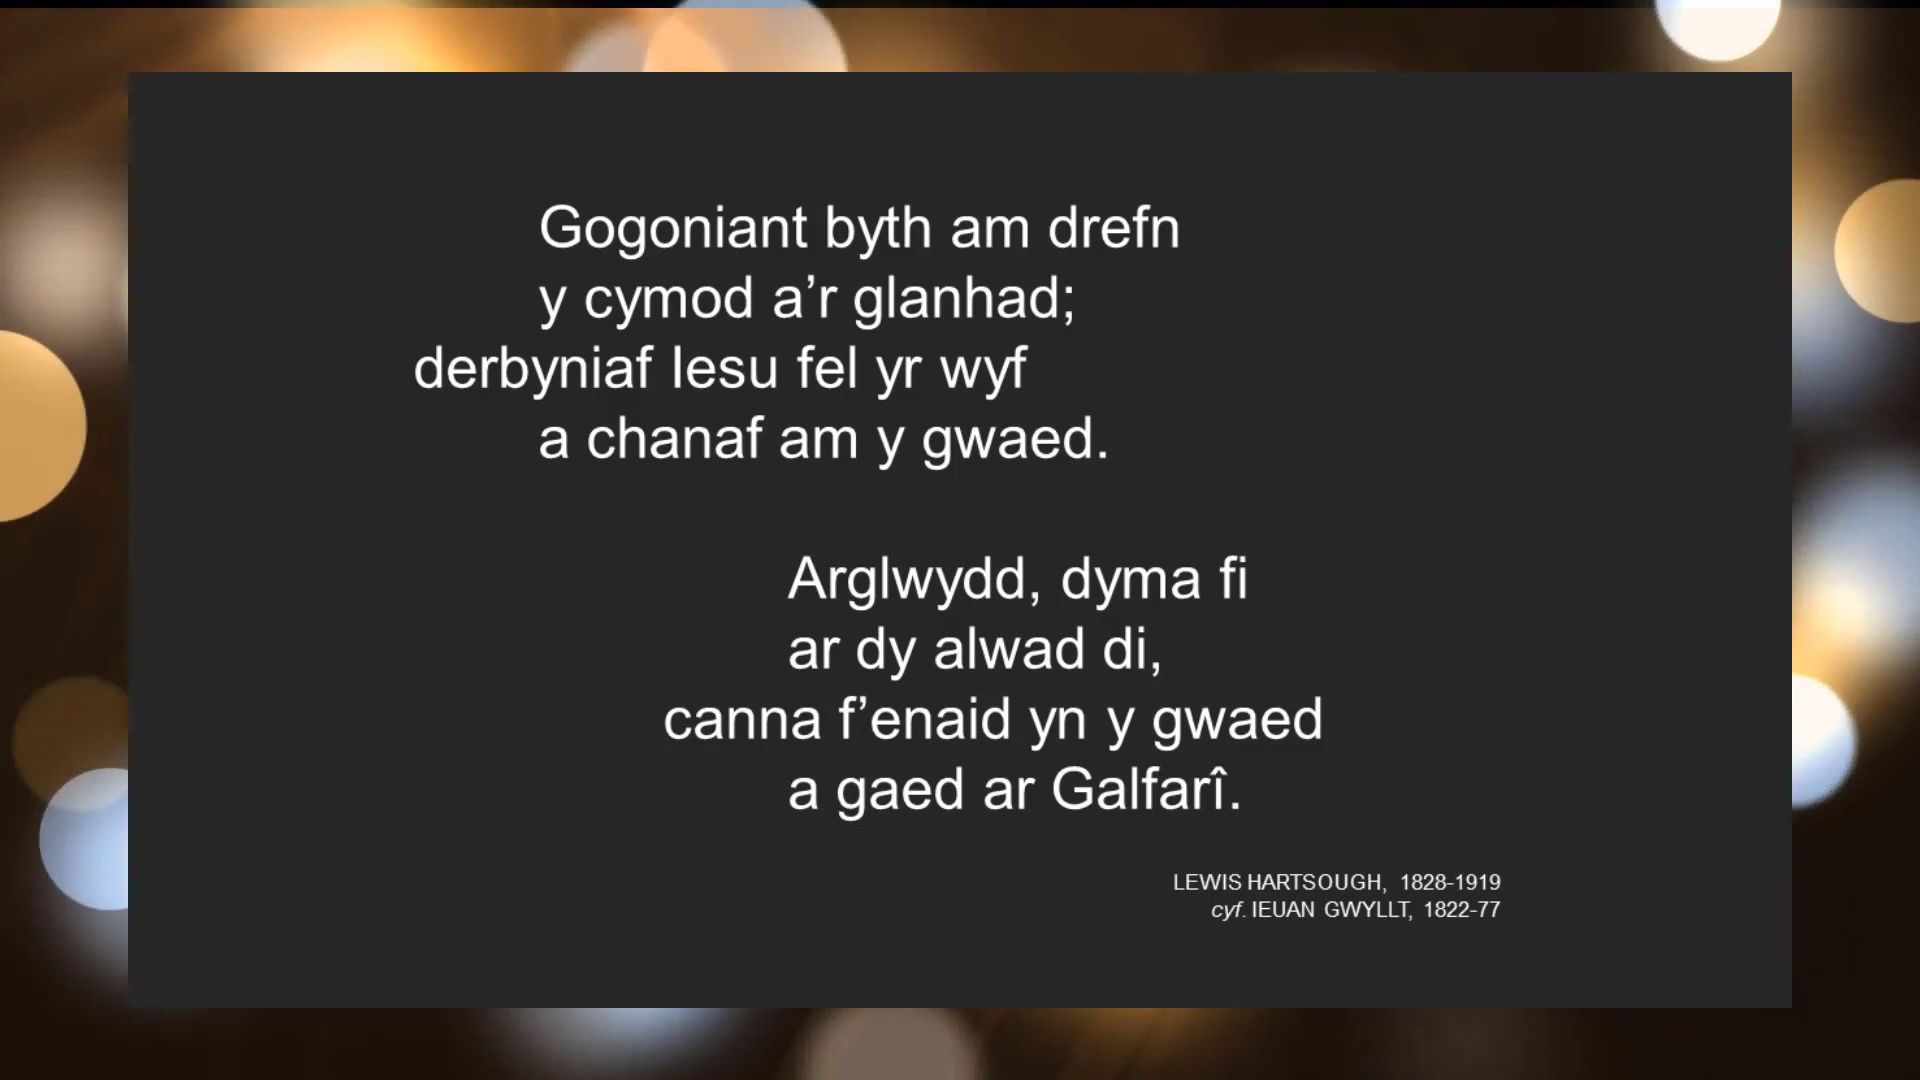 Gogoniant byth am drefn
y cymod a’r glanhad;
derbyniaf Iesu fel yr wyf
a chanaf am y gwaed.
Arglwydd, dyma fi
ar dy alwad di,
canna f’enaid yn y gwaed
a gaed ar Galfarî.
LEWIS HARTSOUGH, 1828-1919
cyf. IEUAN GWYLLT, 1822-77